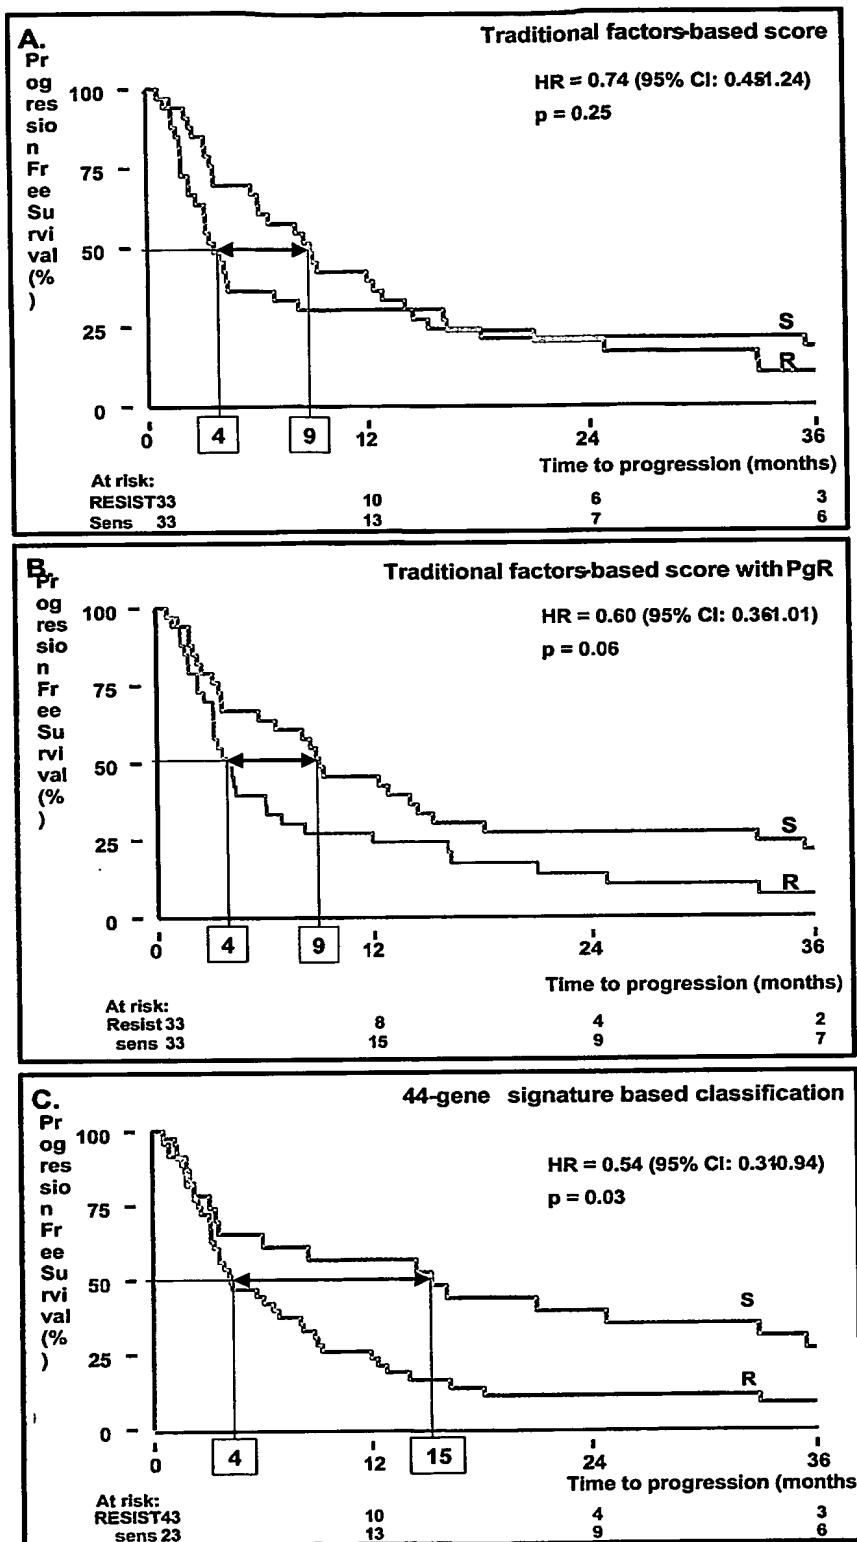 A.
Traditional factors-based score
Pr
og
res
sio
n
Fr
ee
Su
rvi
val
(%
)
HR = 0.74 (95% CI: 0.451.24)
p = 0.25
100
75
50
25
0
S
R
0 4 9 12 24 36
Time to progression (months)
At risk:
RESIST33 10 6 3
Sens 33 13 7 6
B.
Traditional factors-based score with PgR
Pr
og
res
sio
n
Fr
ee
Su
rvi
val
(%
)
HR = 0.60 (95% CI: 0.361.01)
p = 0.06
100
75
50
25
0
S
R
0 4 9 12 24 36
Time to progression (months)
At risk:
Resist 33 8 4 2
sens 33 15 9 7
C.
44-gene signature based classification
Pr
og
res
sio
n
Fr
ee
Su
rvi
val
(%
)
HR = 0.54 (95% CI: 0.310.94)
p = 0.03
100
75
50
25
0
S
R
0 4 12 15 24 36
Time to progression (months
At risk:
RESIST43 10 4 3
sens 23 13 9 6